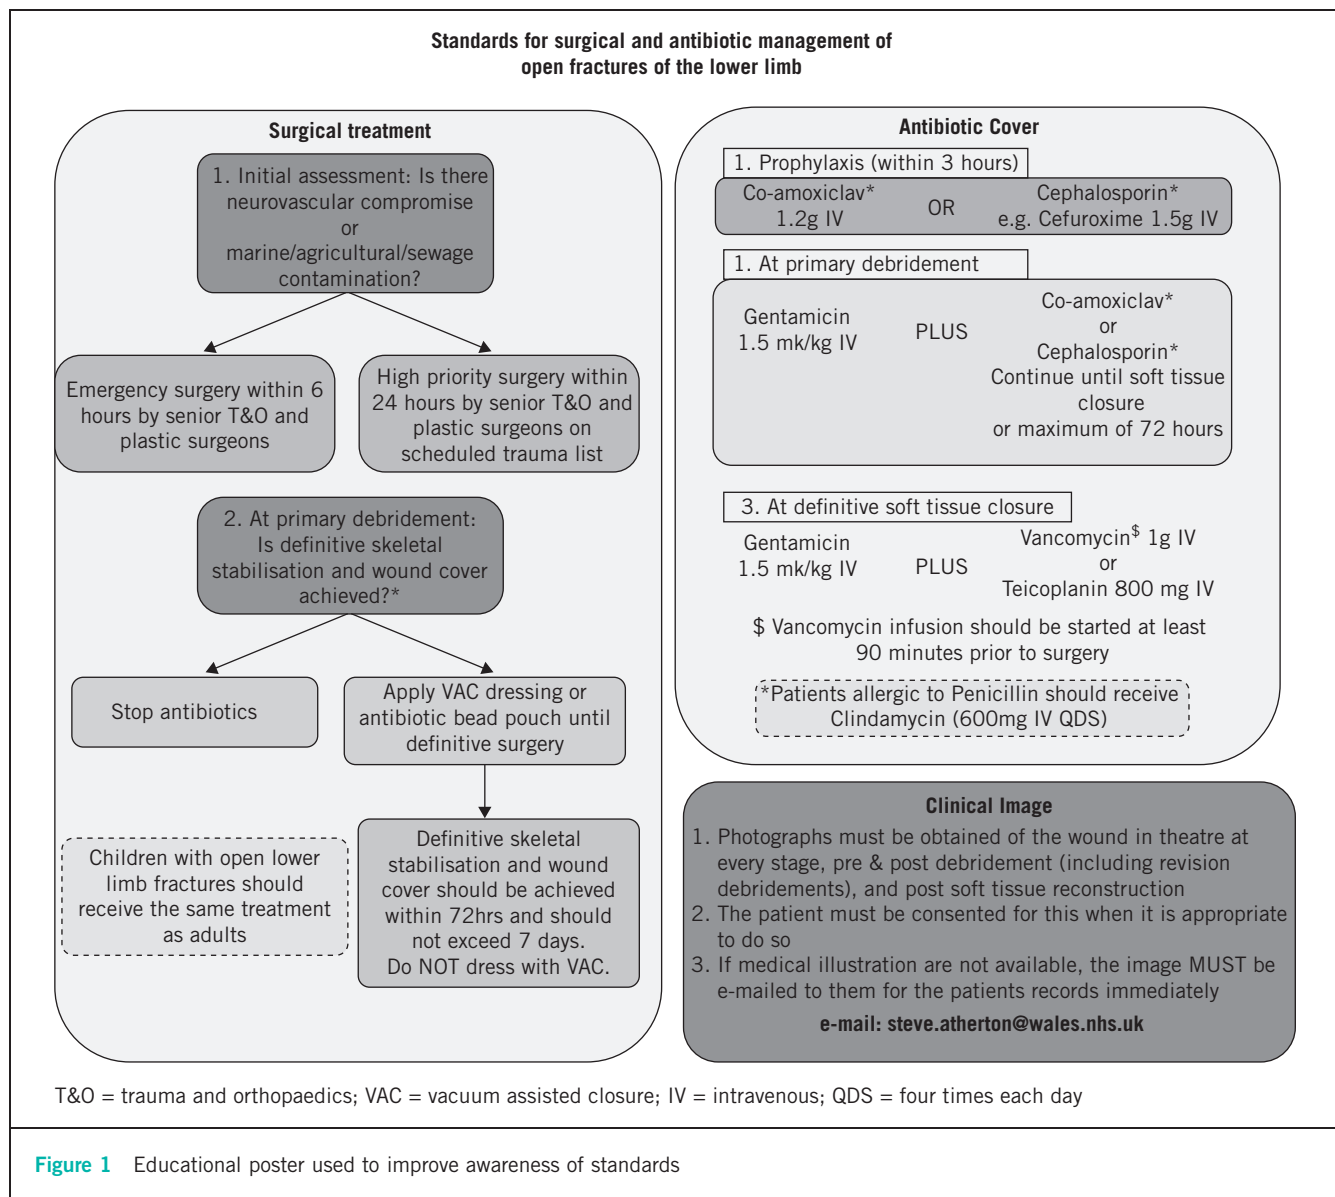 Standards for surgical and antibiotic management of
open fractures of the lower limb
Surgical treatment
1. Initial assessment: Is there
neurovascular compromise
or
marine/agricultural/sewage
contamination?
Emergency surgery within 6
hours by senior T&O and
plastic surgeons
High priority surgery within
24 hours by senior T&O and
plastic surgeons on
scheduled trauma list
2. At primary debridement:
Is definitive skeletal
stabilisation and wound cover
achieved?*
Stop antibiotics
Apply VAC dressing or
antibiotic bead pouch until
definitive surgery
Children with open lower
limb fractures should
receive the same treatment
as adults
Definitive skeletal
stabilisation and wound
cover should be achieved
within 72hrs and should
not exceed 7 days.
Do NOT dress with VAC.
Antibiotic Cover
1. Prophylaxis (within 3 hours)
Co-amoxiclav*
1.2g IV
OR
Cephalosporin*
e.g. Cefuroxime 1.5g IV
1. At primary debridement
Gentamicin
1.5 mk/kg IV
PLUS
Co-amoxiclav*
or
Cephalosporin*
Continue until soft tissue
closure
or maximum of 72 hours
3. At definitive soft tissue closure
Gentamicin
1.5 mk/kg IV
PLUS
Vancomycin$ 1g IV
or
Teicoplanin 800 mg IV
$ Vancomycin infusion should be started at least
90 minutes prior to surgery
*Patients allergic to Penicillin should receive
Clindamycin (600mg IV QDS)
Clinical Image
1. Photographs must be obtained of the wound in theatre at
every stage, pre & post debridement (including revision
debridements), and post soft tissue reconstruction
2. The patient must be consented for this when it is appropriate
to do so
3. If medical illustration are not available, the image MUST be
e-mailed to them for the patients records immediately
e-mail: steve.atherton@wales.nhs.uk
T&O = trauma and orthopaedics; VAC = vacuum assisted closure; IV = intravenous; QDS = four times each day
Figure 1 Educational poster used to improve awareness of standards